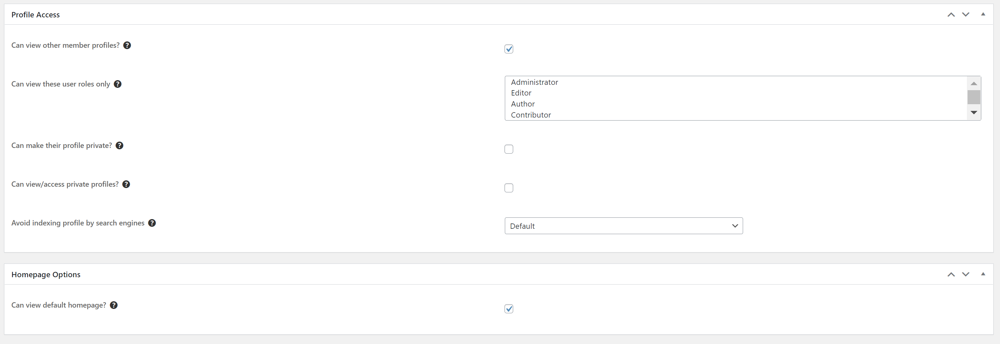 Profile Access
Can view other member profiles? ?
Can view these user roles only ?
Administrator
Editor
Author
Contributor
Can make their profile private? ?
Can view/access private profiles? ?
Avoid indexing profile by search engines ?
Default
Homepage Options
Can view default homepage? ?